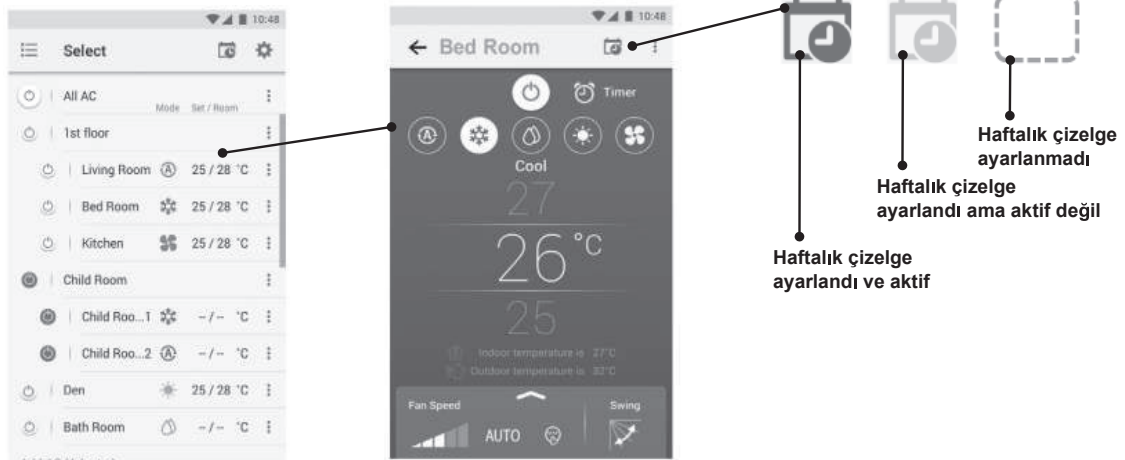 10:48
Select
All AC
Mode Set / Room
1st floor
Living Room 25 / 28 °C
Bed Room 25 / 28 °C
Kitchen 25 / 28 °C
Child Room
Child Roo...1 – / – °C
Child Roo...2 – / – °C
Den 25 / 28 °C
Bath Room – / – °C
10:48
Bed Room
Timer
A
Cool
27
26 °C
25
Indoor temperature is 27°C
Outdoor temperature is 32°C
Fan Speed
Swing
AUTO
Haftalık çizelge
ayarlanmadı
Haftalık çizelge
ayarlandı ama aktif değil
Haftalık çizelge
ayarlandı ve aktif